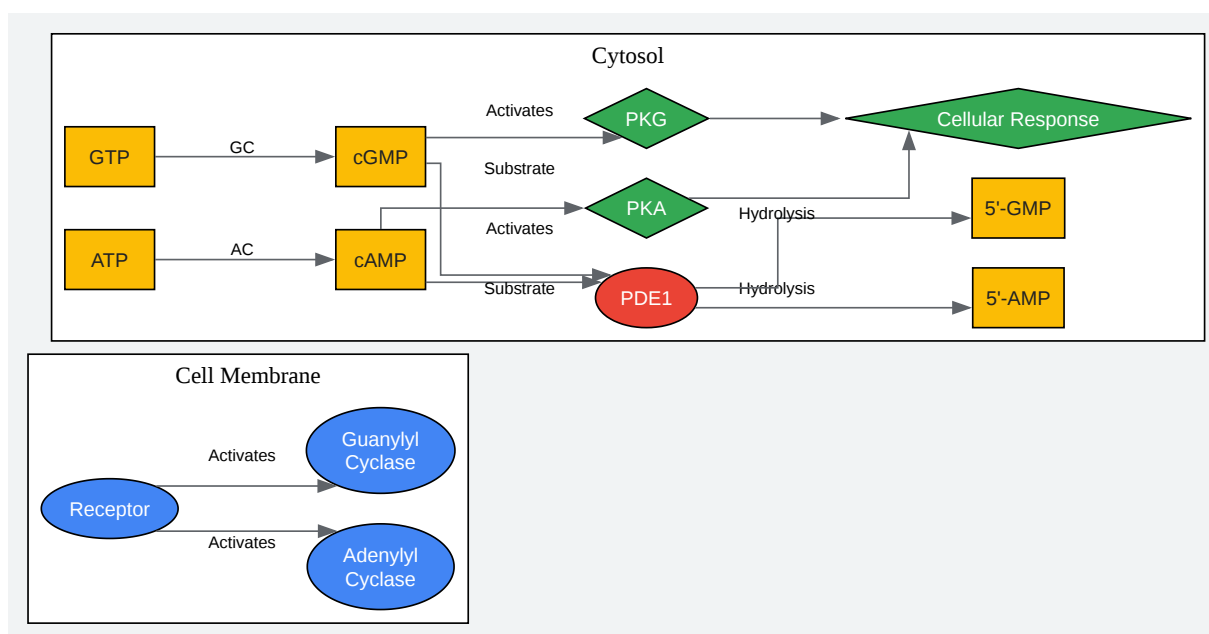 Cytosol
Activates
PKG
Cellular Response
GTP
GC
cGMP
Substrate
PKA
Hydrolysis
5'-GMP
Activates
ATP
AC
cAMP
Substrate
PDE1
Hydrolysis
5'-AMP
Cell Membrane
Guanylyl
Cyclase
Activates
Receptor
Activates
Adenylyl
Cyclase